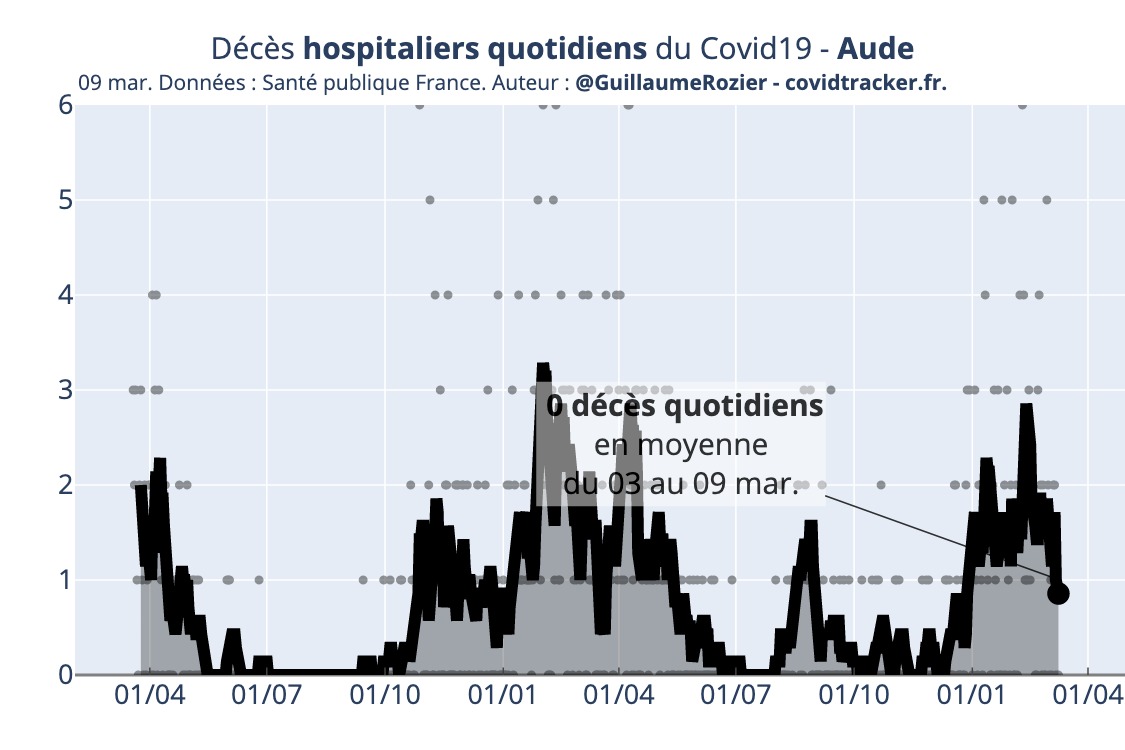 Décès hospitaliers quotidiens du Covid19 - Aude
09 mar. Données : Santé publique France. Auteur : @GuillaumeRozier - covidtracker.fr.
6
5
4
3
2
1
0
0 décès quotidiens
en moyenne
du 03 au 09 mar.
01/04 01/07 01/10 01/01 01/04 01/07 01/10 01/01 01/04